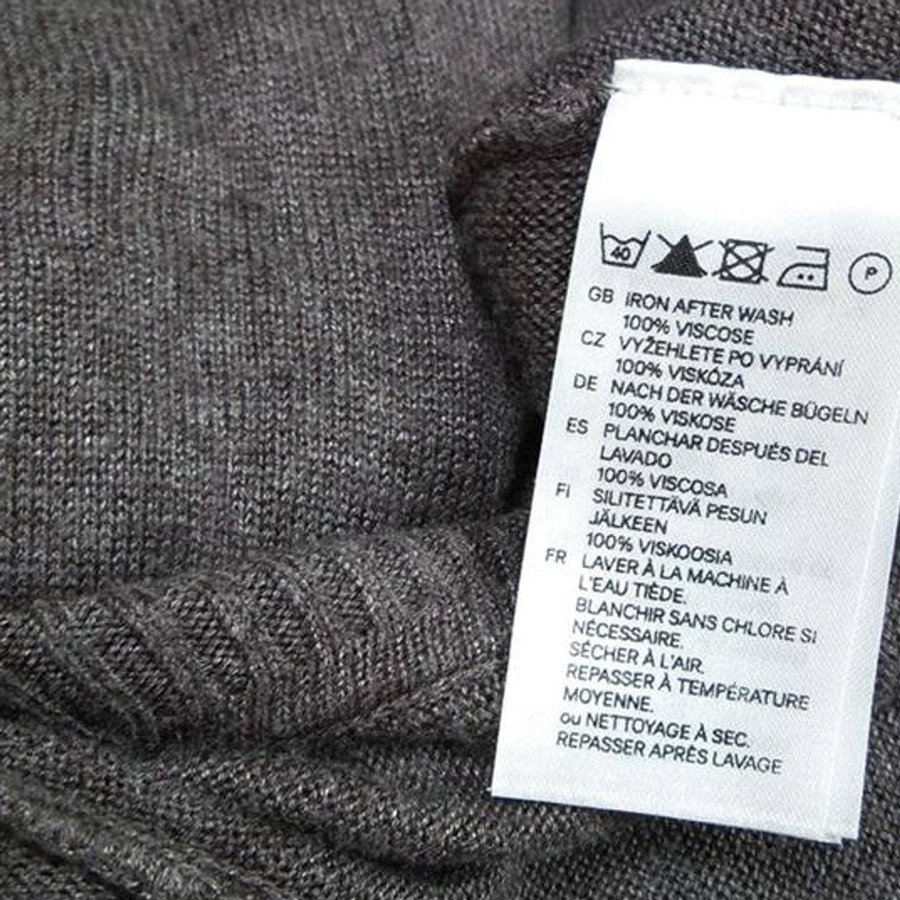 40 P
GB IRON AFTER WASH
100% VISCOSE
CZ VYŽEHLETE PO VYPRÁNÍ
100% VISKÓZA
DE NACH DER WÄSCHE BÜGELN
100% VISKOSE
ES PLANCHAR DESPUÉS DEL
LAVADO
100% VISCOSA
FI SILITETTÄVÄ PESUN
JÄLKEEN
100% VISKOOSIA
FR LAVER À LA MACHINE À
L'EAU TIÈDE.
BLANCHIR SANS CHLORE SI
NÉCESSAIRE.
SÉCHER À L'AIR.
REPASSER À TEMPÉRATURE
MOYENNE.
ou NETTOYAGE À SEC.
REPASSER APRÈS LAVAGE